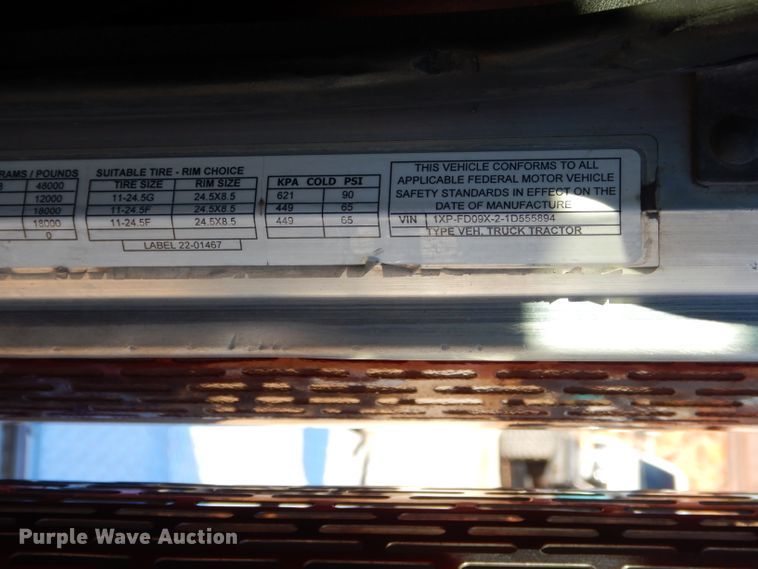 RAMS / POUNDS
48000
12000
18000
18000
0
SUITABLE TIRE - RIM CHOICE
TIRE SIZE RIM SIZE
11-24.5G 24.5X8.5
11-24.5F 24.5X8.5
11-24.5F 24.5X8.5
LABEL 22-01467
KPA COLD PSI
621 90
449 65
449 65
THIS VEHICLE CONFORMS TO ALL
APPLICABLE FEDERAL MOTOR VEHICLE
SAFETY STANDARDS IN EFFECT ON THE
DATE OF MANUFACTURE
VIN 1XP-FD09X-2-1D555894
TYPE VEH. TRUCK TRACTOR
Purple Wave Auction